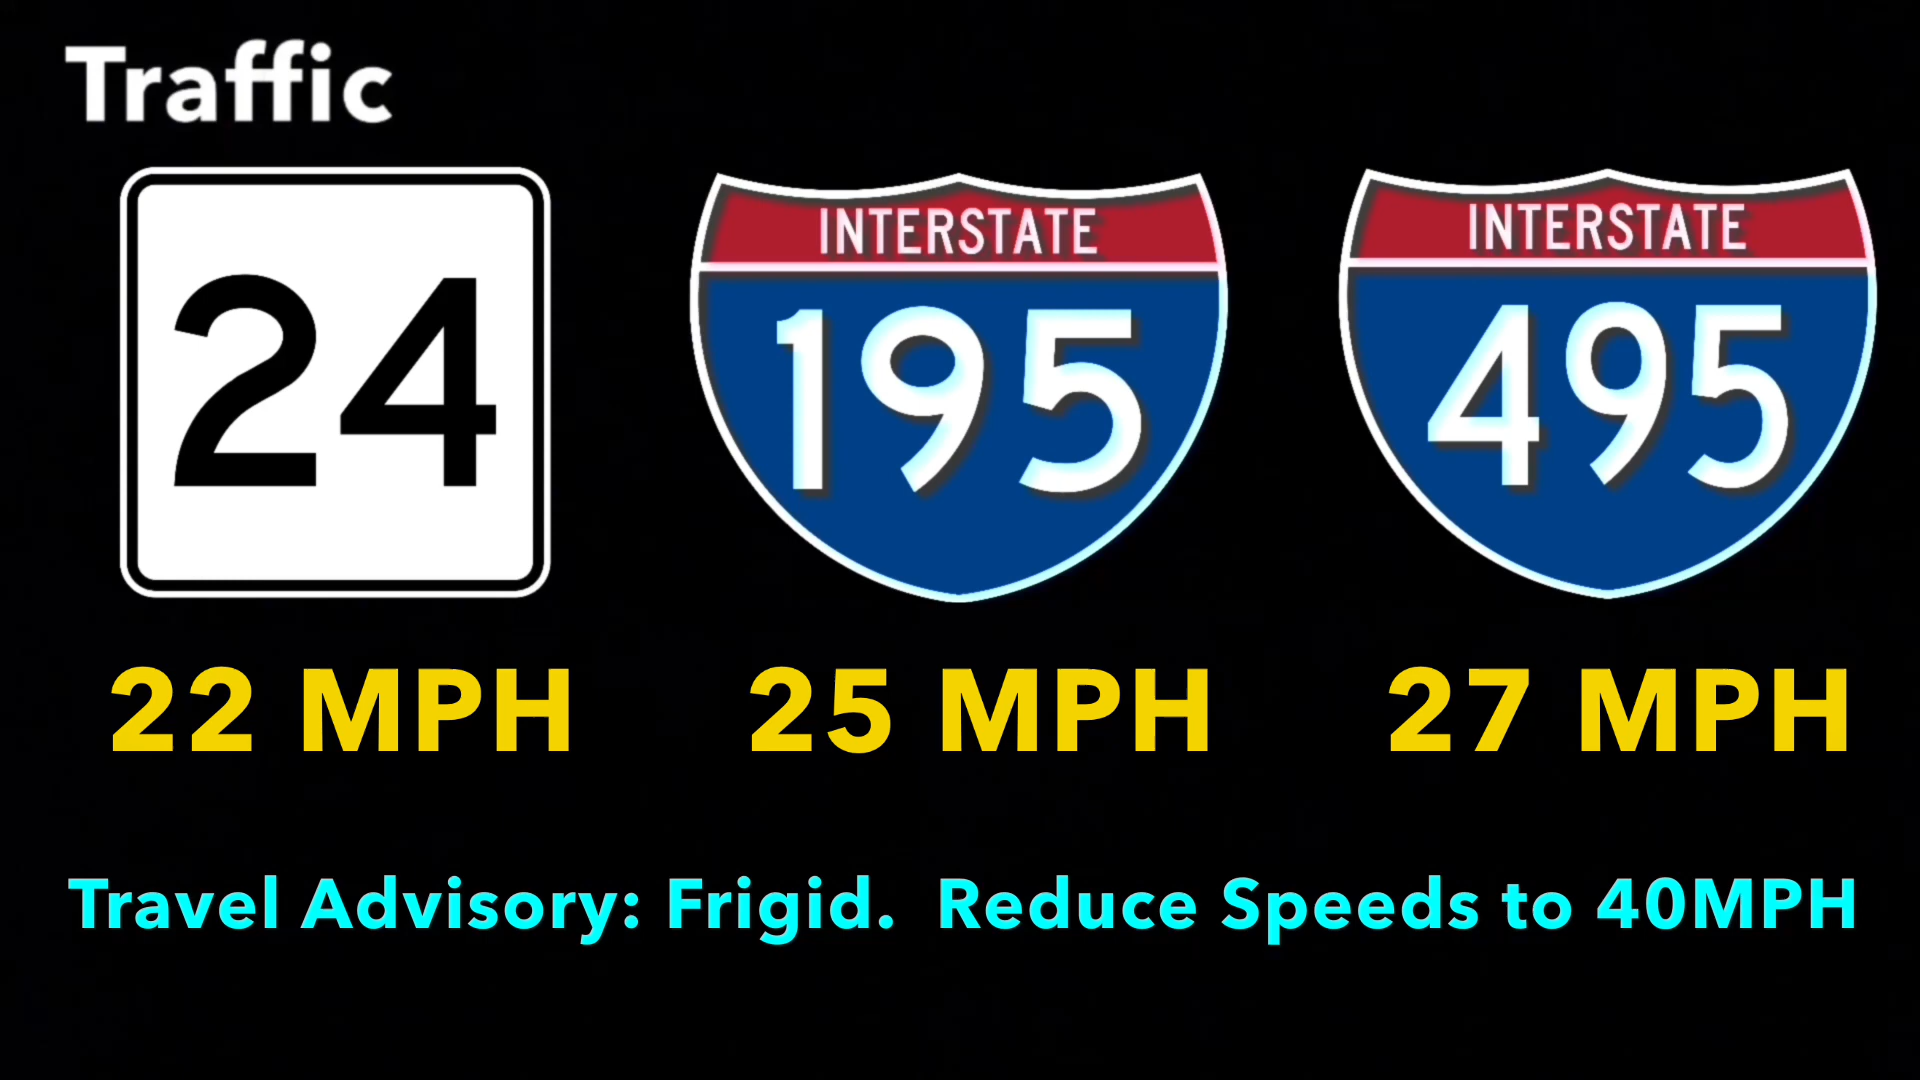 Traffic
24
INTERSTATE
195
INTERSTATE
495
22 MPH
25 MPH
27 MPH
Travel Advisory: Frigid.  Reduce Speeds to 40MPH